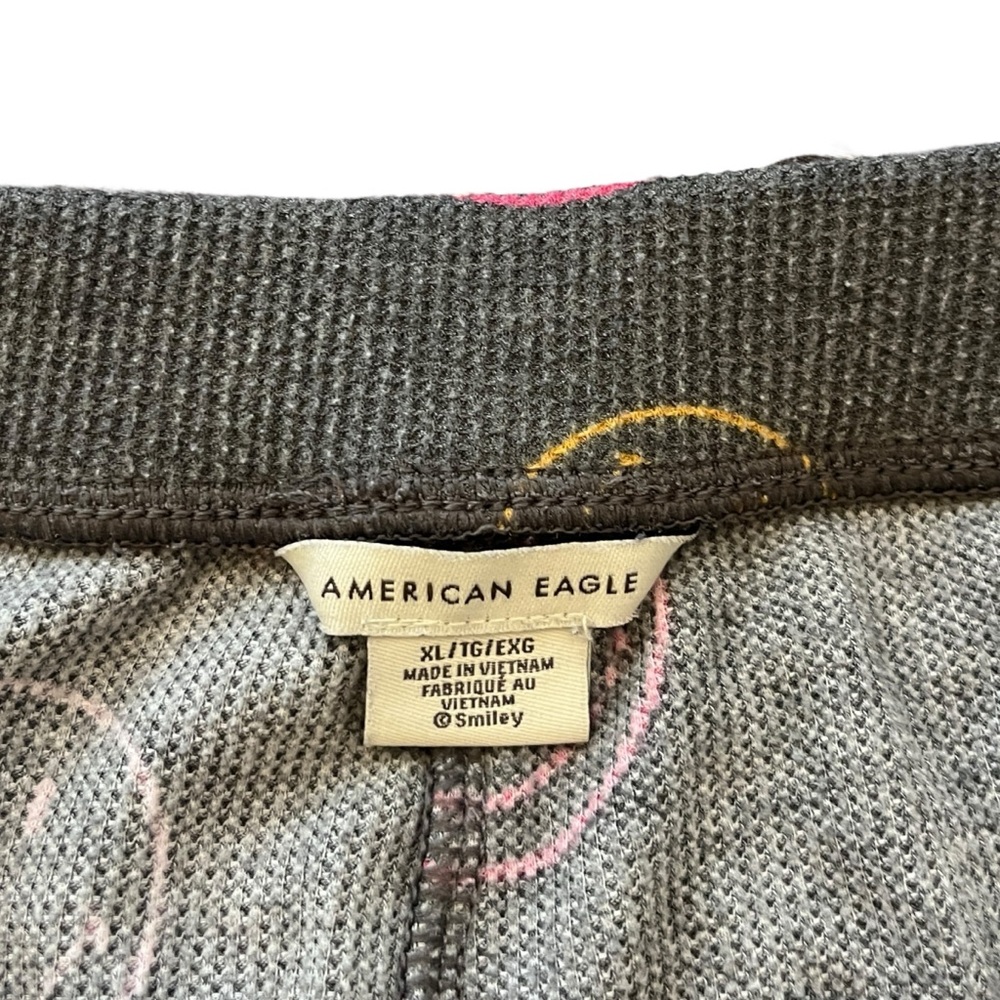 AMERICAN EAGLE
XL/TG/EXG
MADE IN VIETNAM
FABRIQUÉ AU
VIETNAM
© Smiley